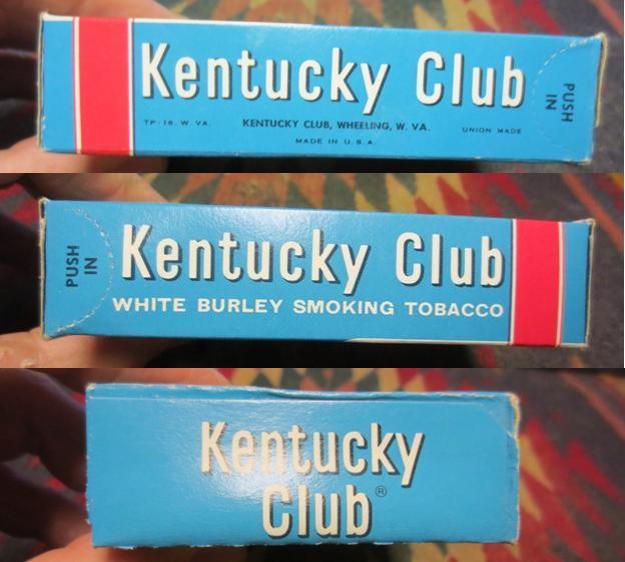 Kentucky Club
PUSH IN
TP-16. W. VA. KENTUCKY CLUB, WHEELING, W. VA. UNION MADE
MADE IN U.S.A.
PUSH IN
Kentucky Club
WHITE BURLEY SMOKING TOBACCO
Kentucky
Club®